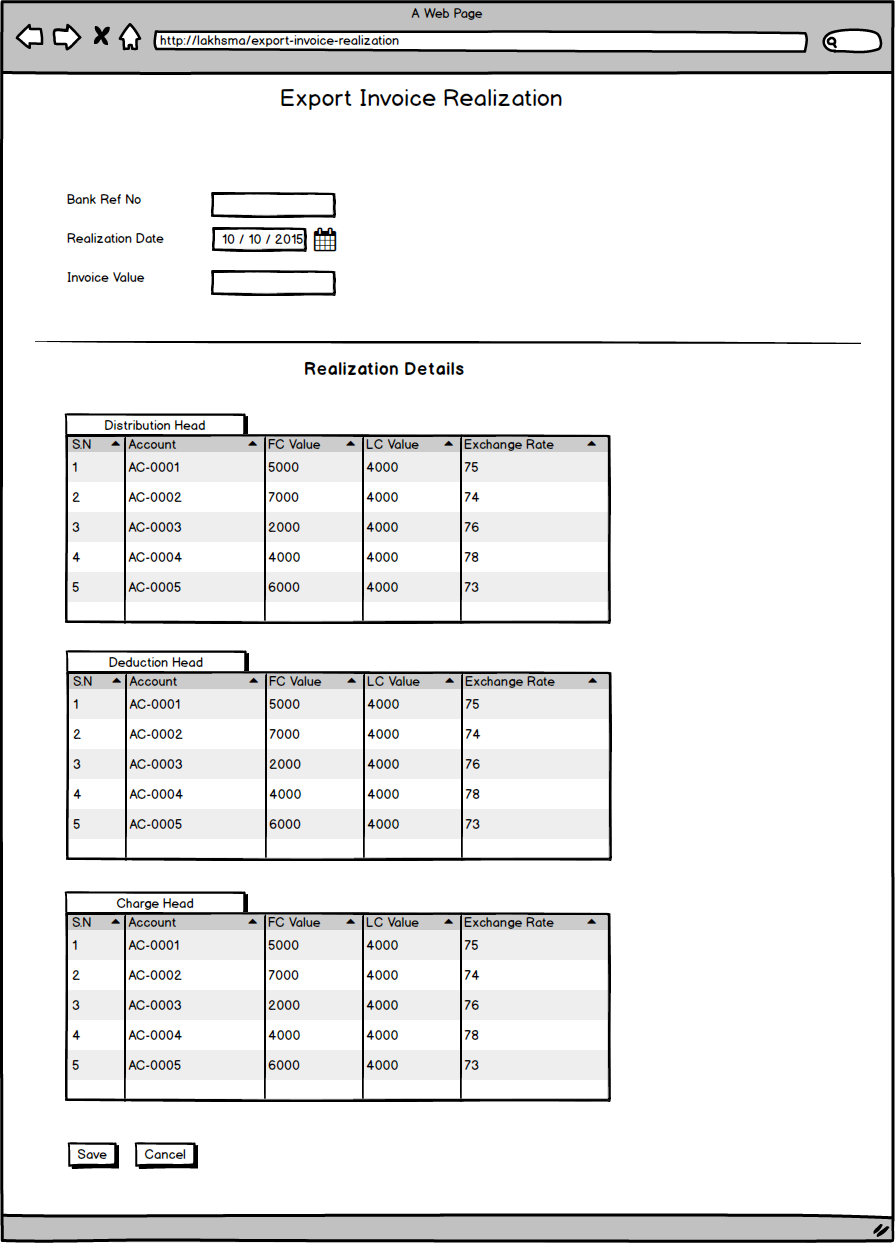 A Web Page
http://lakhsma/export-invoice-realization
Export Invoice Realization
Bank Ref No
Realization Date 10 / 10 / 2015
Invoice Value
Realization Details
Distribution Head
S.N Account FC Value LC Value Exchange Rate
1 AC-0001 5000 4000 75
2 AC-0002 7000 4000 74
3 AC-0003 2000 4000 76
4 AC-0004 4000 4000 78
5 AC-0005 6000 4000 73
Deduction Head
S.N Account FC Value LC Value Exchange Rate
1 AC-0001 5000 4000 75
2 AC-0002 7000 4000 74
3 AC-0003 2000 4000 76
4 AC-0004 4000 4000 78
5 AC-0005 6000 4000 73
Charge Head
S.N Account FC Value LC Value Exchange Rate
1 AC-0001 5000 4000 75
2 AC-0002 7000 4000 74
3 AC-0003 2000 4000 76
4 AC-0004 4000 4000 78
5 AC-0005 6000 4000 73
Save Cancel